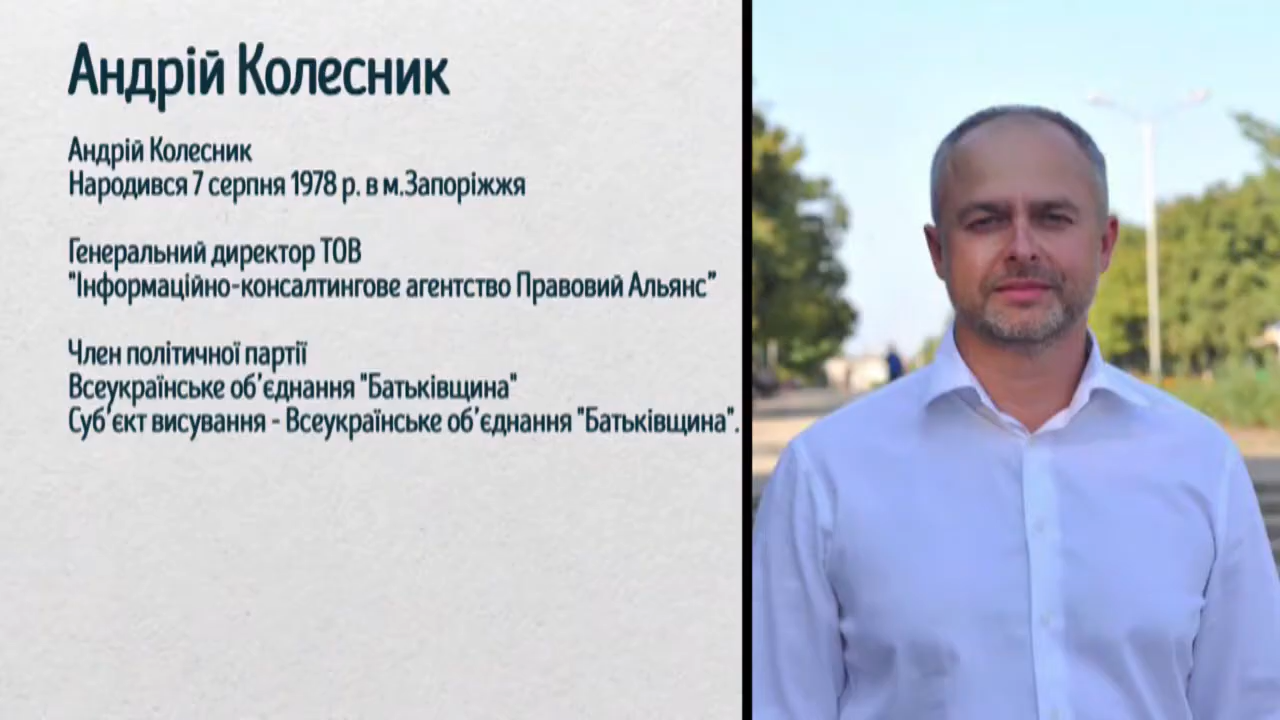 Андрій Колесник
Андрій Колесник
Народився 7 серпня 1978 р. в м.Запоріжжя
Генеральний директор ТОВ
"Інформаційно-консалтингове агентство Правовий Альянс"
Член політичної партії
Всеукраїнське об’єднання "Батьківщина"
Суб’єкт висування - Всеукраїнське об’єднання "Батьківщина".